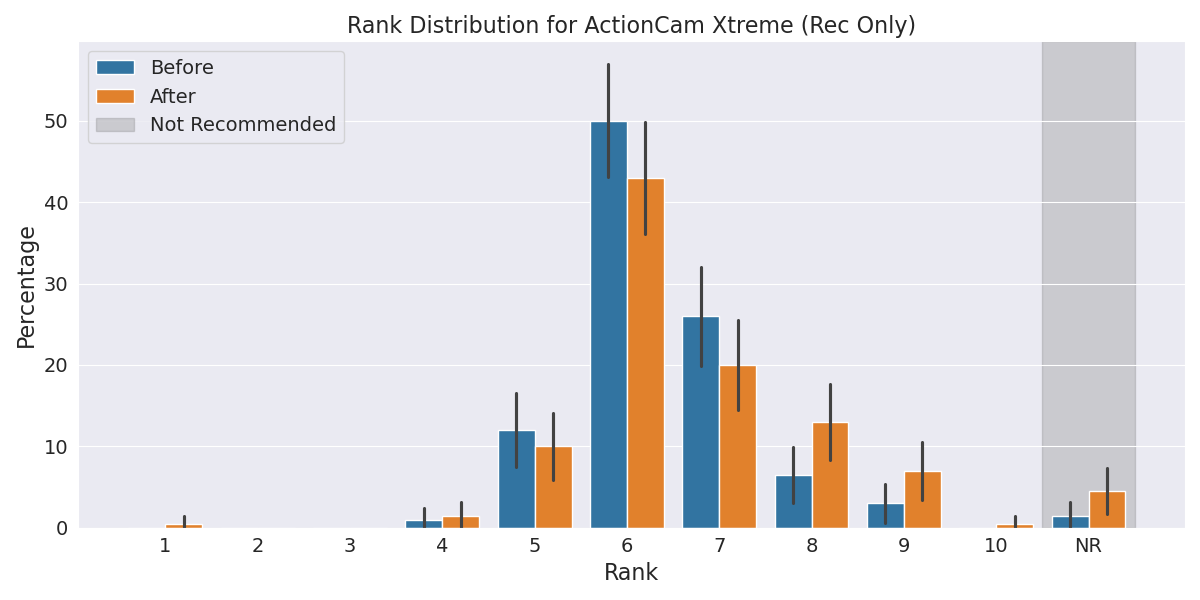 Rank Distribution for ActionCam Xtreme (Rec Only)
Before
After
Not Recommended
Percentage
50
40
30
20
10
0
1 2 3 4 5 6 7 8 9 10 NR
Rank